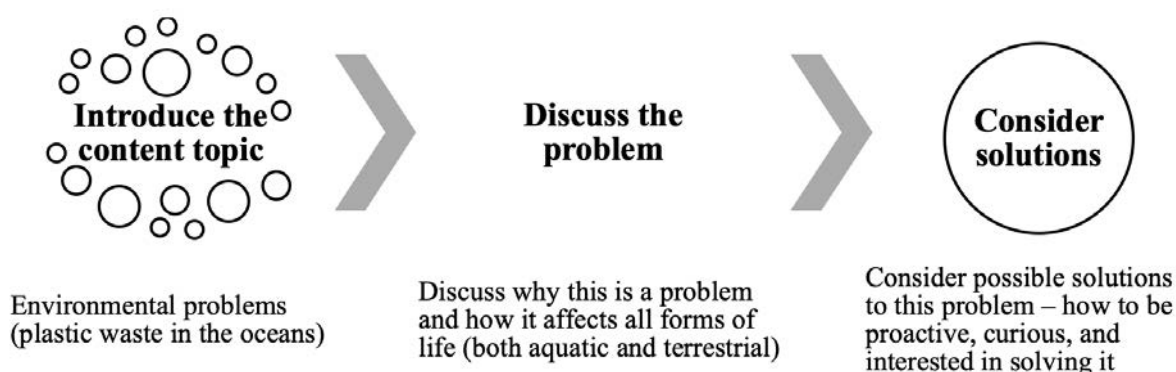 Introduce the
content topic
Discuss the
problem
Consider
solutions
Environmental problems
(plastic waste in the oceans)
Discuss why this is a problem
and how it affects all forms of
life (both aquatic and terrestrial)
Consider possible solutions
to this problem – how to be
proactive, curious, and
interested in solving it